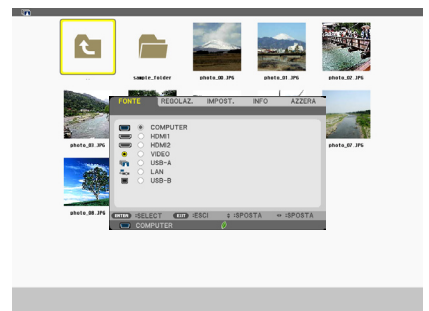 ...
sample_folder
photo_00.JPG
photo_01.JPG
photo_02.JPG
photo_03.JPG
photo_07.JPG
photo_08.JPG
FONTE REGOLAZ. IMPOST. INFO AZZERA
COMPUTER
HDMI1
HDMI2
VIDEO
USB-A
LAN
USB-B
ENTER :SELECT EXIT :ESCI ⬍ :SPOSTA ⬌ :SPOSTA
COMPUTER